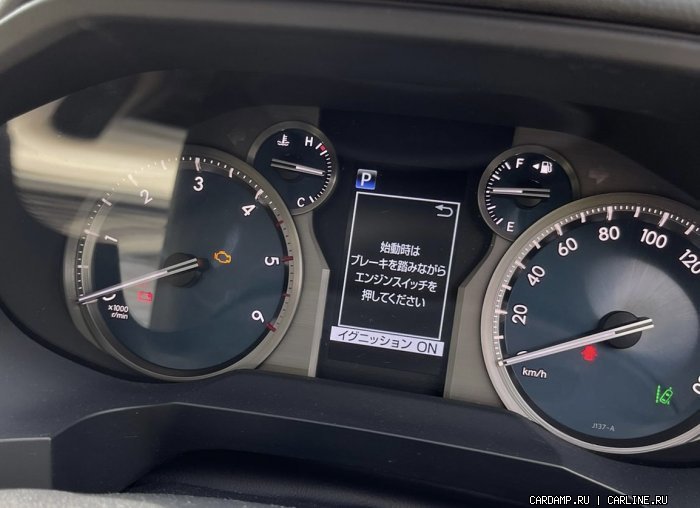 P
始動時は
ブレーキを踏みながら
エンジンスイッチを
押してください
イグニッション ON
H
C
F
E
1
2
3
4
5
6
x1000
r/min
0
20
40
60
80
100
120
km/h
J137-A
CARDAMP.RU | CARLINE.RU